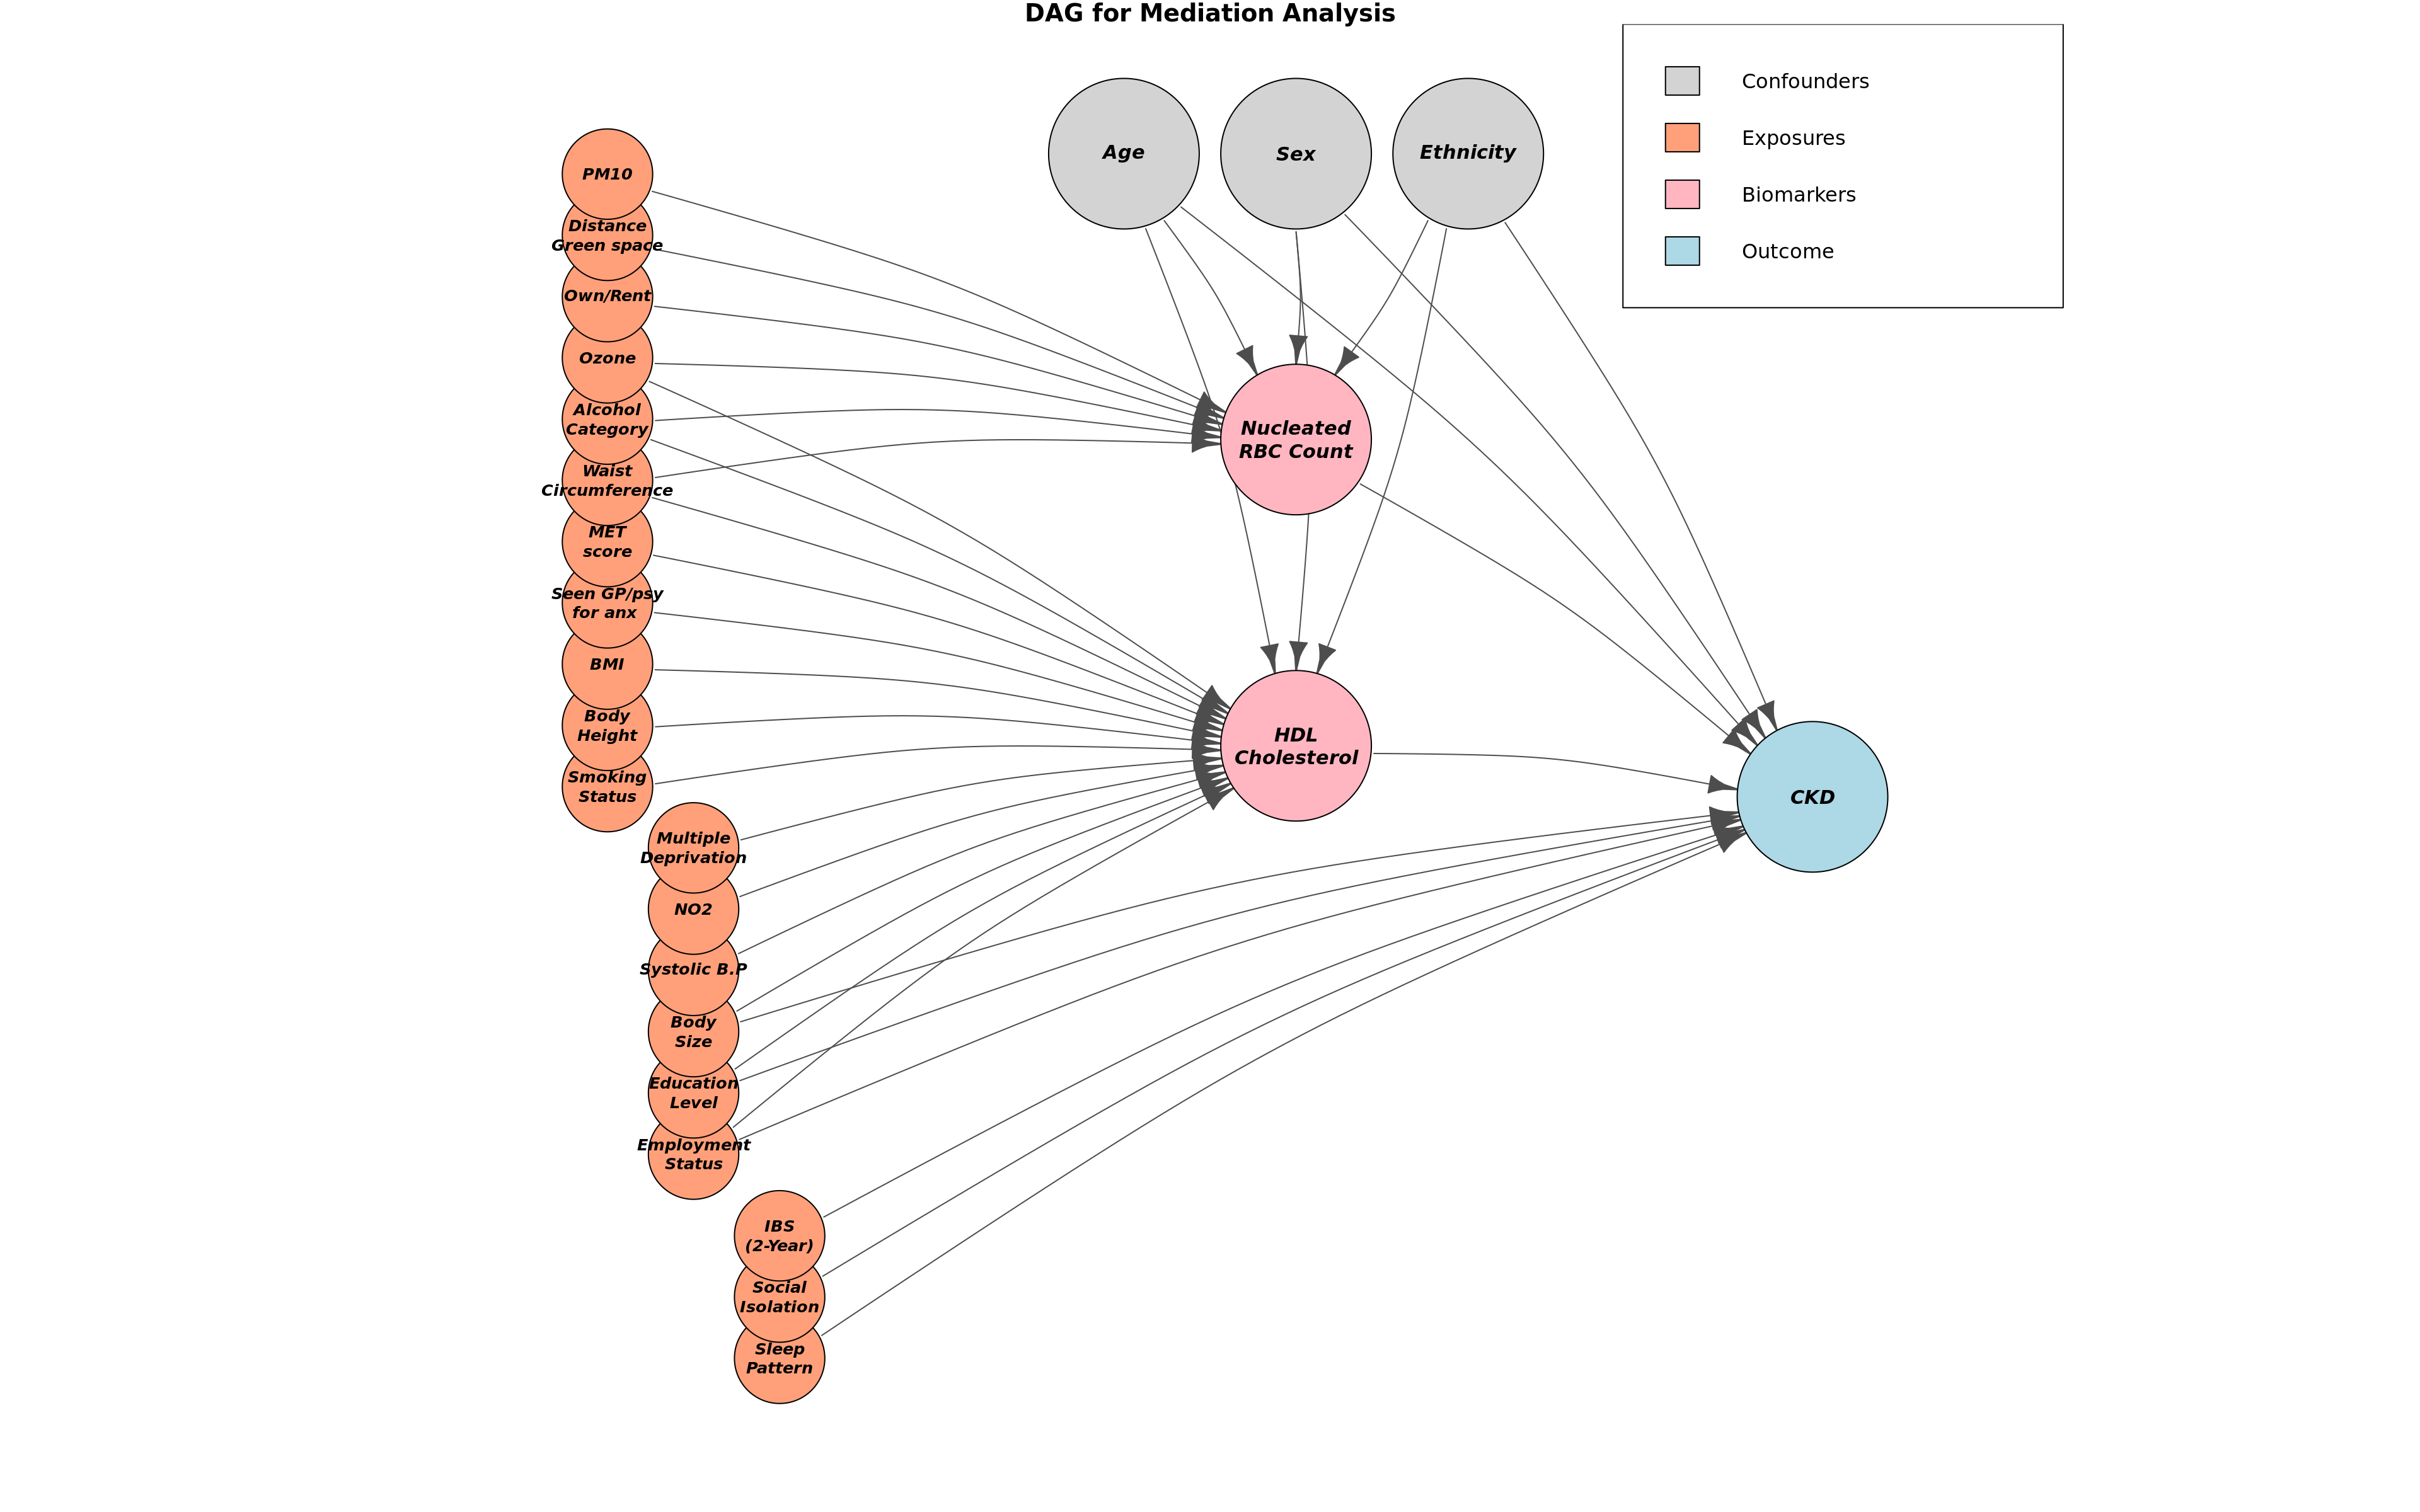 DAG for Mediation Analysis
Confounders
Exposures
Biomarkers
Outcome
Age
Sex
Ethnicity
PM10
Distance
Green space
Own/Rent
Ozone
Alcohol
Category
Waist
Circumference
MET
score
Seen GP/psy
for anx
BMI
Body
Height
Smoking
Status
Multiple
Deprivation
NO2
Systolic B.P
Body
Size
Education
Level
Employment
Status
IBS
(2-Year)
Social
Isolation
Sleep
Pattern
Nucleated
RBC Count
HDL
Cholesterol
CKD